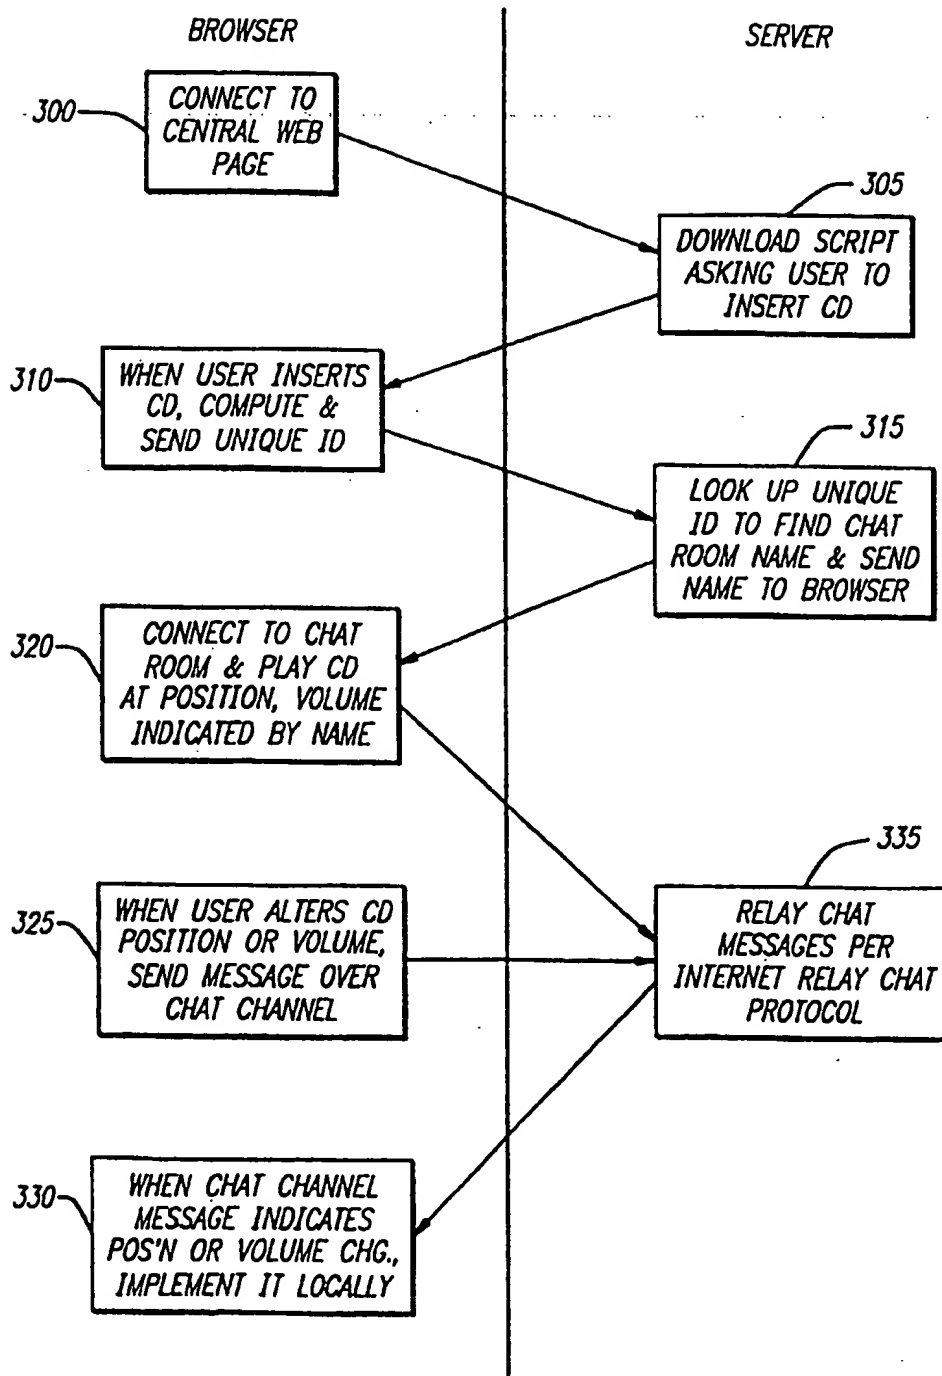 BROWSER
SERVER
300
CONNECT TO
CENTRAL WEB
PAGE
305
DOWNLOAD SCRIPT
ASKING USER TO
INSERT CD
310
WHEN USER INSERTS
CD, COMPUTE &
SEND UNIQUE ID
315
LOOK UP UNIQUE
ID TO FIND CHAT
ROOM NAME & SEND
NAME TO BROWSER
320
CONNECT TO CHAT
ROOM & PLAY CD
AT POSITION, VOLUME
INDICATED BY NAME
325
WHEN USER ALTERS CD
POSITION OR VOLUME,
SEND MESSAGE OVER
CHAT CHANNEL
335
RELAY CHAT
MESSAGES PER
INTERNET RELAY CHAT
PROTOCOL
330
WHEN CHAT CHANNEL
MESSAGE INDICATES
POS'N OR VOLUME CHG.,
IMPLEMENT IT LOCALLY